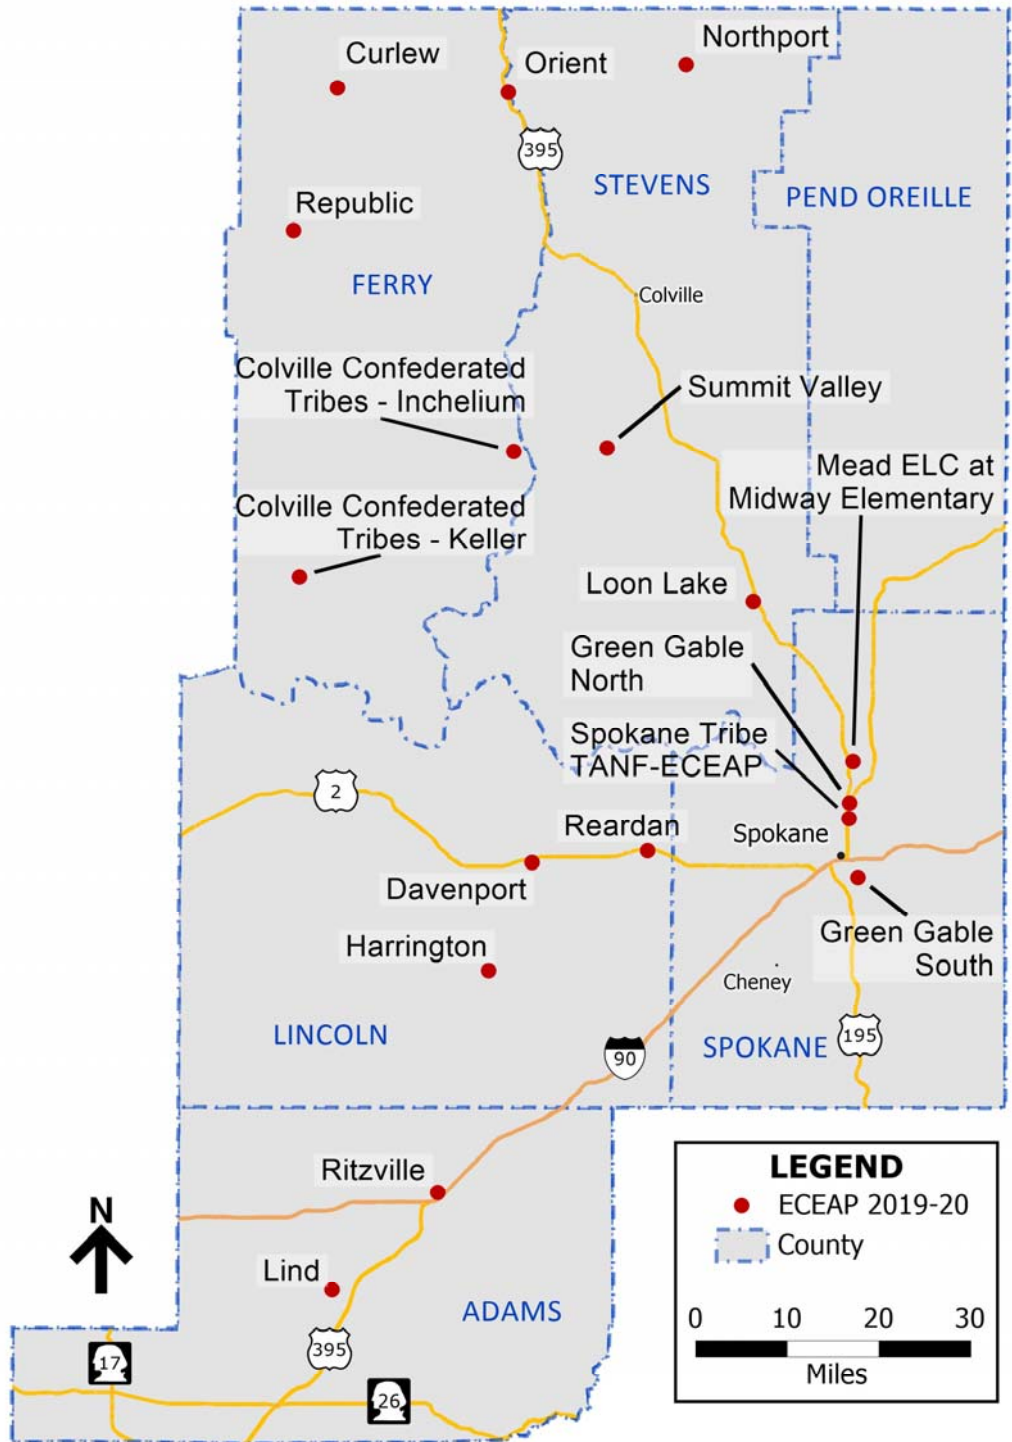 Northport
Curlew
Orient
395
STEVENS
PEND OREILLE
Republic
FERRY
Colville
Colville Confederated
Tribes - Inchelium
Summit Valley
Mead ELC at
Midway Elementary
Colville Confederated
Tribes - Keller
Loon Lake
Green Gable
North
Spokane Tribe
TANF-ECEAP
2
Reardan
Spokane
Davenport
Green Gable
South
Harrington
Cheney
LINCOLN
90
SPOKANE
195
Ritzville
Lind
ADAMS
395
17
26
N
LEGEND
ECEAP 2019-20
County
0 10 20 30
Miles